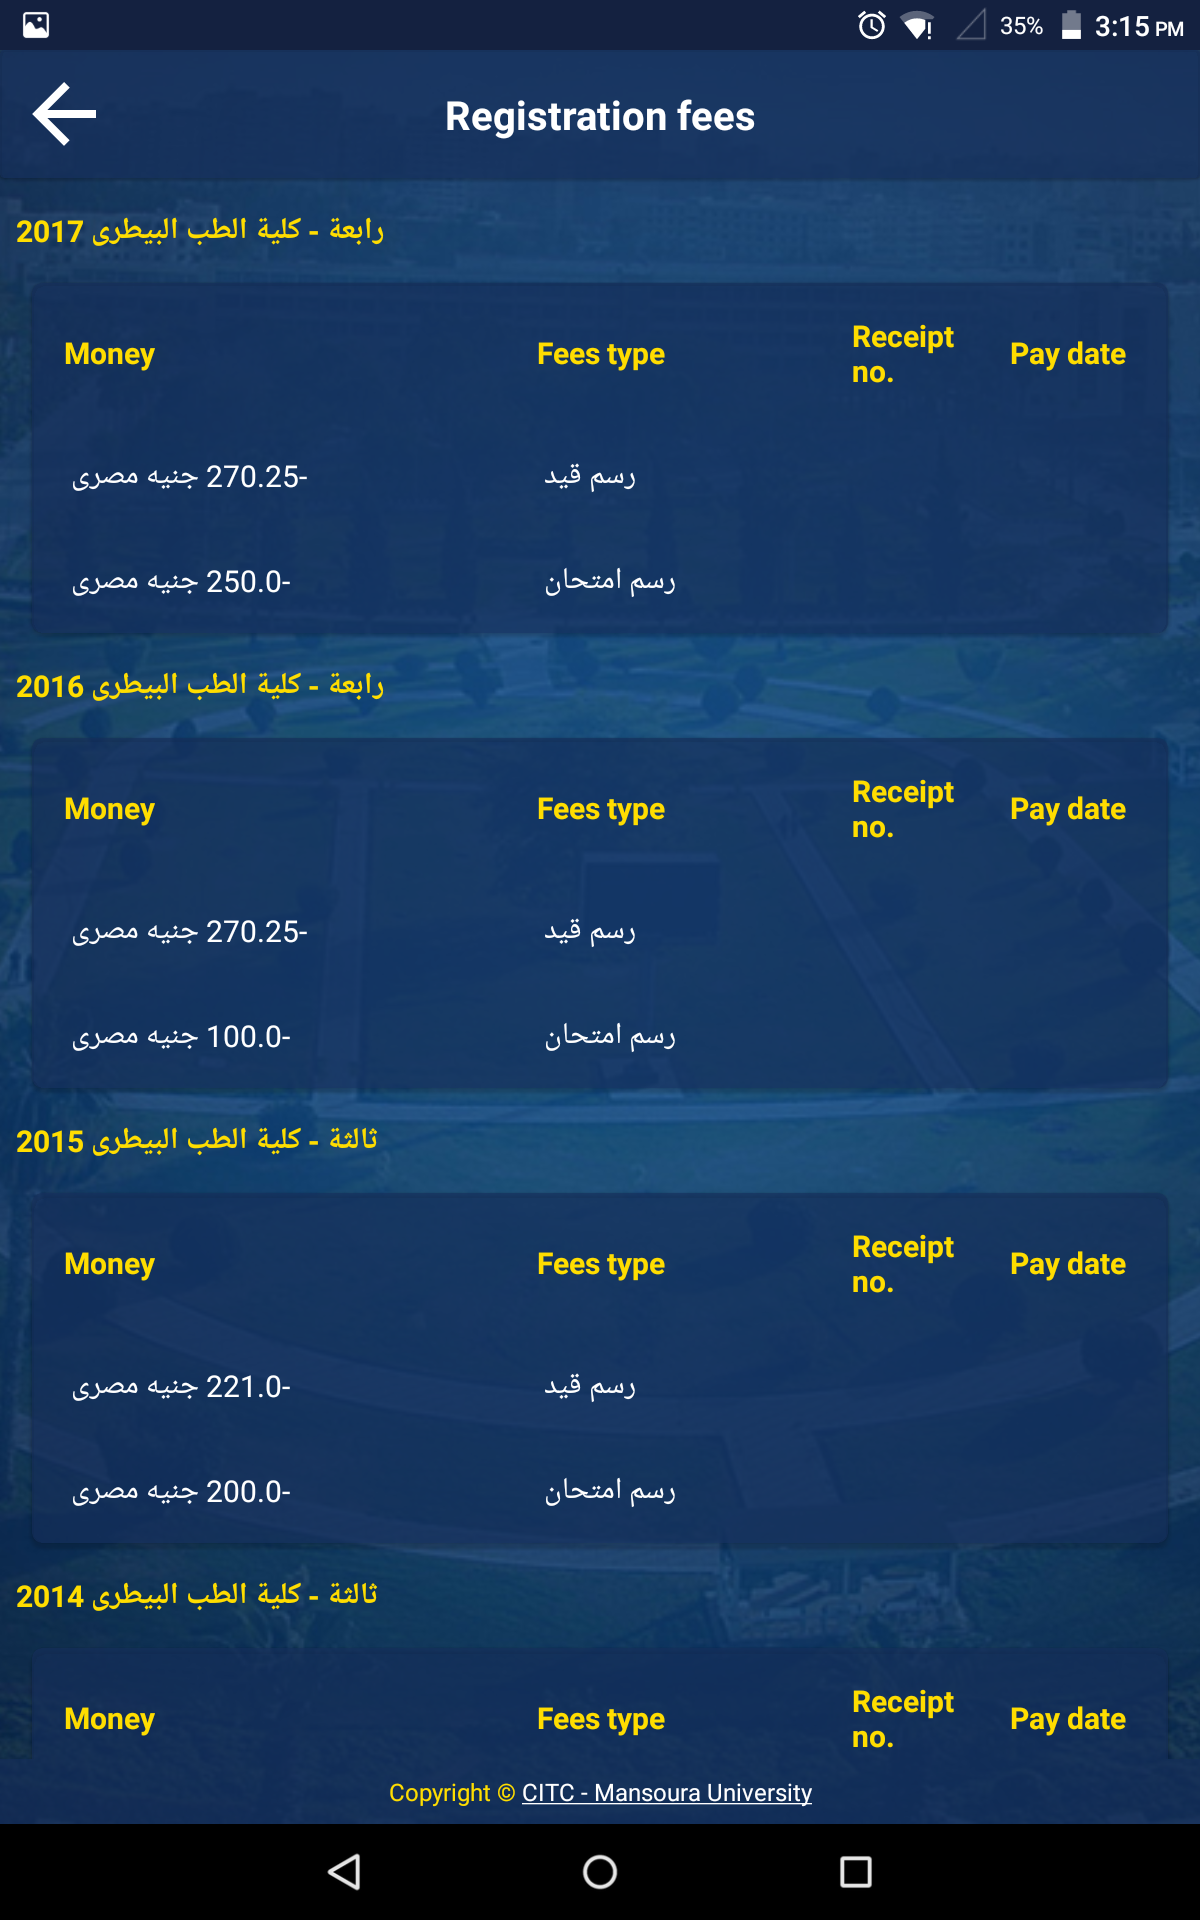 35% 3:15 PM
Registration fees
رابعة - كلية الطب البيطرى 2017
Money Fees type Receipt no. Pay date
270.25- جنيه مصرى رسم قيد
250.0- جنيه مصرى رسم امتحان
رابعة - كلية الطب البيطرى 2016
Money Fees type Receipt no. Pay date
270.25- جنيه مصرى رسم قيد
100.0- جنيه مصرى رسم امتحان
ثالثة - كلية الطب البيطرى 2015
Money Fees type Receipt no. Pay date
221.0- جنيه مصرى رسم قيد
200.0- جنيه مصرى رسم امتحان
ثالثة - كلية الطب البيطرى 2014
Money Fees type Receipt no. Pay date
Copyright © CITC - Mansoura University